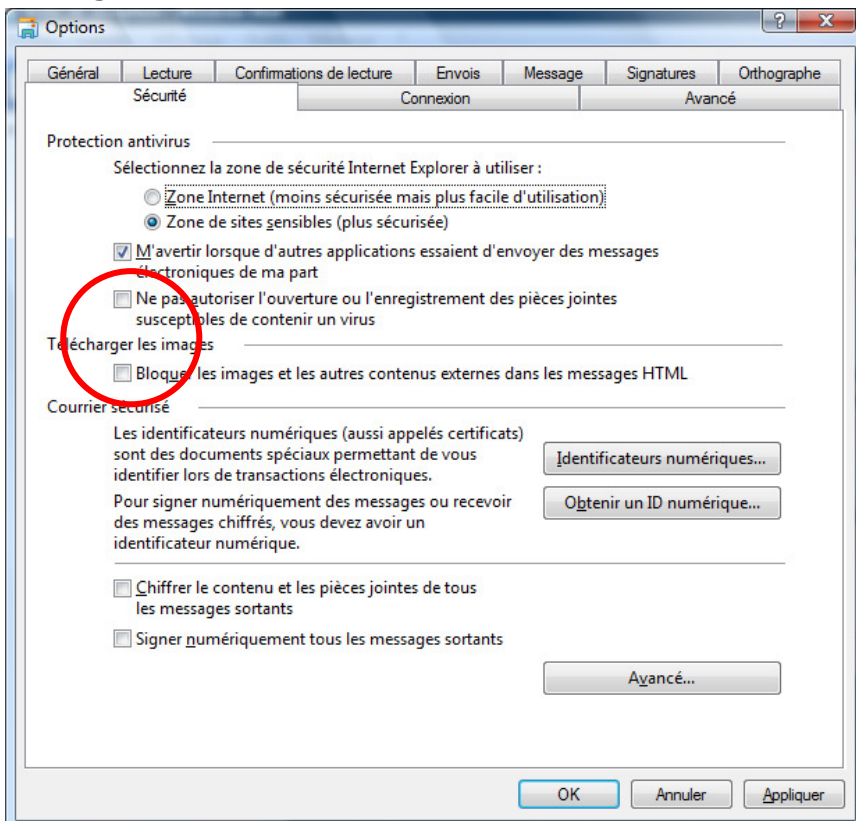 Options
Général Lecture Confirmations de lecture Envois Message Signatures Orthographe
Sécurité Connexion Avancé
Protection antivirus
Sélectionnez la zone de sécurité Internet Explorer à utiliser :
Zone Internet (moins sécurisée mais plus facile d'utilisation)
Zone de sites sensibles (plus sécurisée)
M'avertir lorsque d'autres applications essaient d'envoyer des messages
électroniques de ma part
Ne pas autoriser l'ouverture ou l'enregistrement des pièces jointes
susceptibles de contenir un virus
Télécharger les images
Bloquer les images et les autres contenus externes dans les messages HTML
Courrier sécurisé
Les identificateurs numériques (aussi appelés certificats)
sont des documents spéciaux permettant de vous
identifier lors de transactions électroniques.
Identificateurs numériques...
Pour signer numériquement des messages ou recevoir
des messages chiffrés, vous devez avoir un
identificateur numérique.
Obtenir un ID numérique...
Chiffrer le contenu et les pièces jointes de tous
les messages sortants
Signer numériquement tous les messages sortants
Avancé...
OK Annuler Appliquer